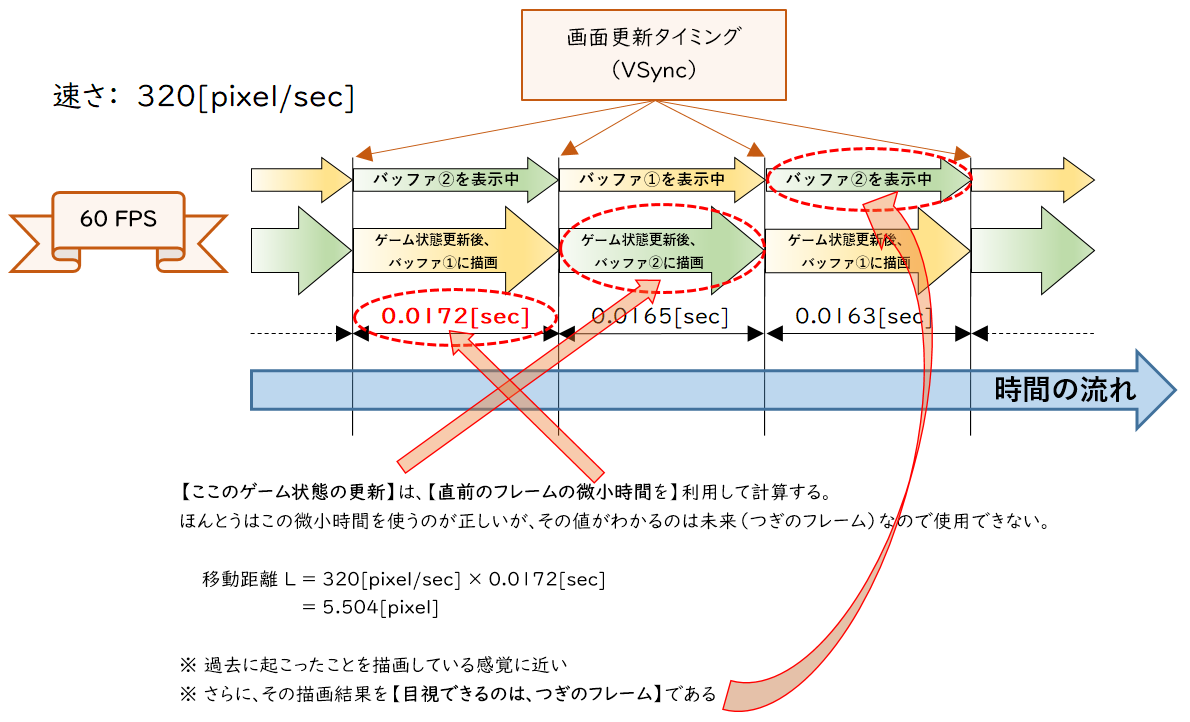 画面更新タイミング
（VSync）
速さ： 320[pixel/sec]
バッファ②を表示中
バッファ①を表示中
バッファ②を表示中
60 FPS
ゲーム状態更新後、
バッファ①に描画
ゲーム状態更新後、
バッファ②に描画
ゲーム状態更新後、
バッファ①に描画
0.0172[sec]
0.0165[sec]
0.0163[sec]
時間の流れ
【ここのゲーム状態の更新】は、【直前のフレームの微小時間を】利用して計算する。
ほんとうはこの微小時間を使うのが正しいが、その値がわかるのは未来（つぎのフレーム）なので使用できない。
移動距離 L = 320[pixel/sec] × 0.0172[sec]
= 5.504[pixel]
※ 過去に起こったことを描画している感覚に近い
※ さらに、その描画結果を【目視できるのは、つぎのフレーム】である